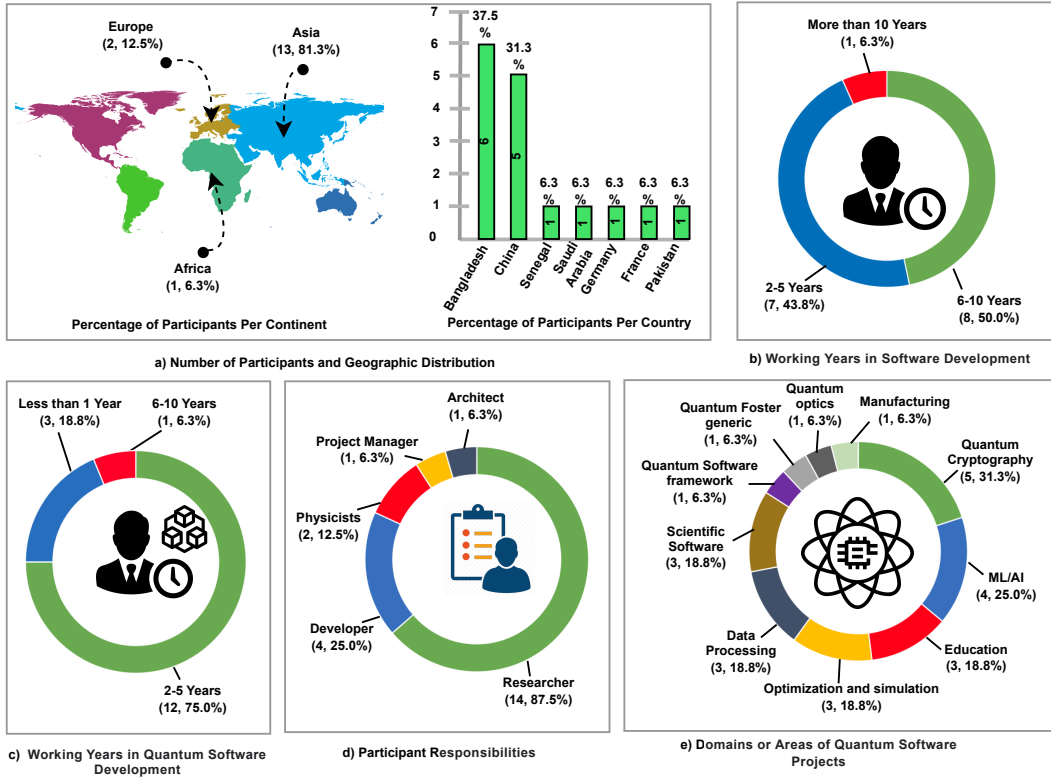 Europe
(2, 12.5%)
Asia
(13, 81.3%)
Africa
(1, 6.3%)
Percentage of Participants Per Continent
7
6
5
4
3
2
1
0
37.5
%
31.3
%
6.3
%
6.3
%
6.3
%
6.3
%
6.3
%
6
5
1
1
1
1
1
Bangladesh
China
Senegal
Saudi
Arabia
Germany
France
Pakistan
Percentage of Participants Per Country
a) Number of Participants and Geographic Distribution
More than 10 Years
(1, 6.3%)
2-5 Years
(7, 43.8%)
6-10 Years
(8, 50.0%)
b) Working Years in Software Development
Less than 1 Year
(3, 18.8%)
6-10 Years
(1, 6.3%)
2-5 Years
(12, 75.0%)
c) Working Years in Quantum Software
Development
Architect
(1, 6.3%)
Project Manager
(1, 6.3%)
Physicists
(2, 12.5%)
Developer
(4, 25.0%)
Researcher
(14, 87.5%)
d) Participant Responsibilities
Quantum
optics
(1, 6.3%)
Manufacturing
(1, 6.3%)
Quantum Foster
generic
(1, 6.3%)
Quantum
Cryptography
(5, 31.3%)
Quantum Software
framework
(1, 6.3%)
Scientific
Software
(3, 18.8%)
ML/AI
(4, 25.0%)
Data
Processing
(3, 18.8%)
Education
(3, 18.8%)
Optimization and simulation
(3, 18.8%)
e) Domains or Areas of Quantum Software
Projects